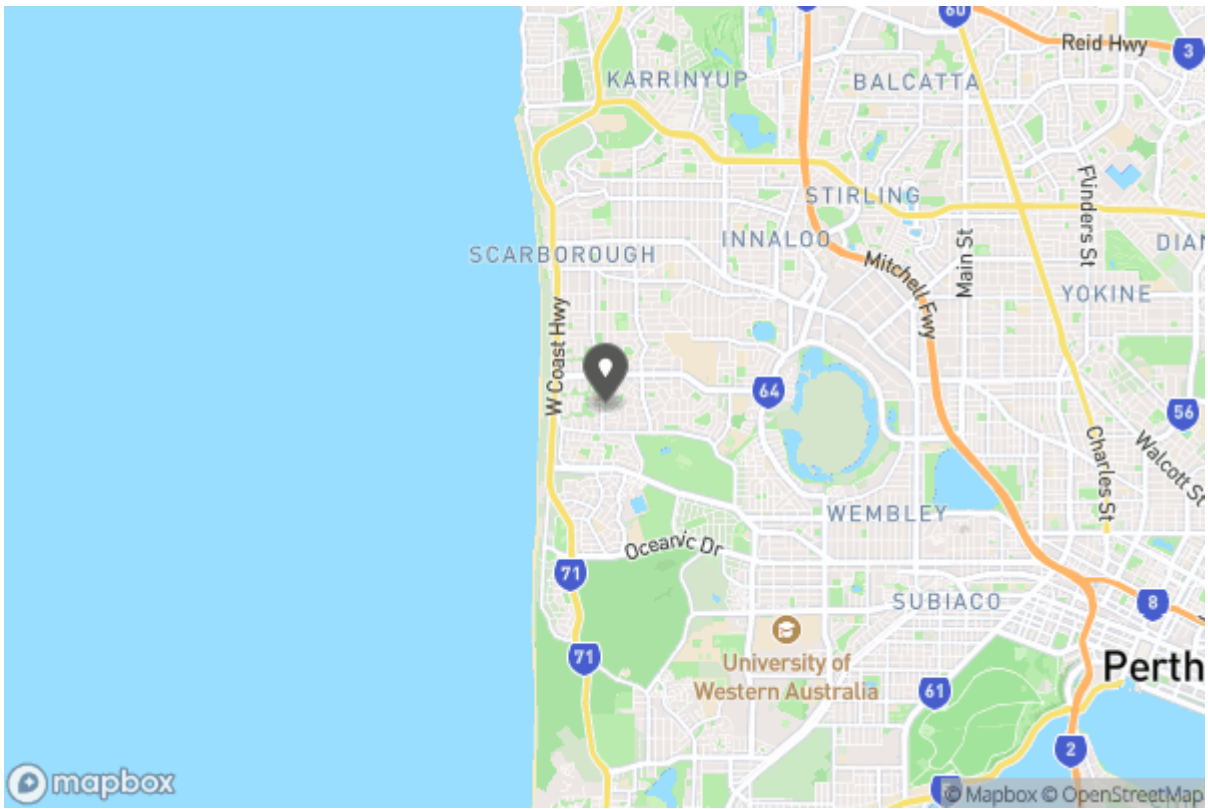 60
Reid Hwy
3
KARRINYUP
BALCATTA
STIRLING
Flinders St
INNALOO
Main St
DIAN
SCARBOROUGH
Mitchell Fwy
YOKINE
W Coast Hwy
64
56
Charles St
Walcott St
WEMBLEY
Oceanic Dr
71
8
SUBIACO
71
University of
Western Australia
61
Perth
2
mapbox
© Mapbox © OpenStreetMap